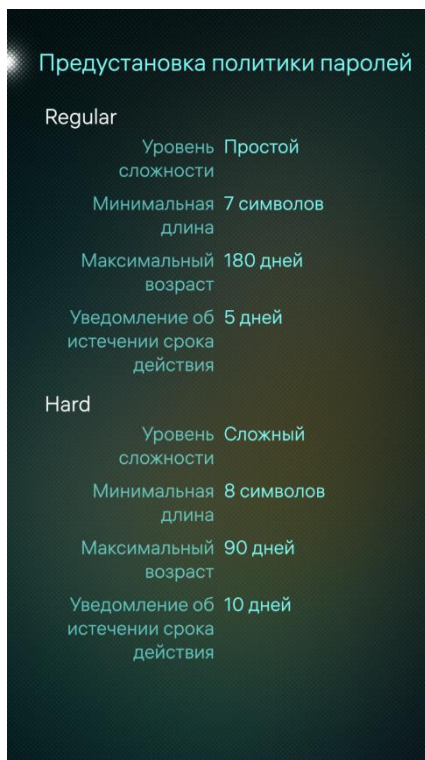 Предустановка политики паролей
Regular
Уровень Простой
сложности
Минимальная 7 символов
длина
Максимальный 180 дней
возраст
Уведомление об 5 дней
истечении срока
действия
Hard
Уровень Сложный
сложности
Минимальная 8 символов
длина
Максимальный 90 дней
возраст
Уведомление об 10 дней
истечении срока
действия